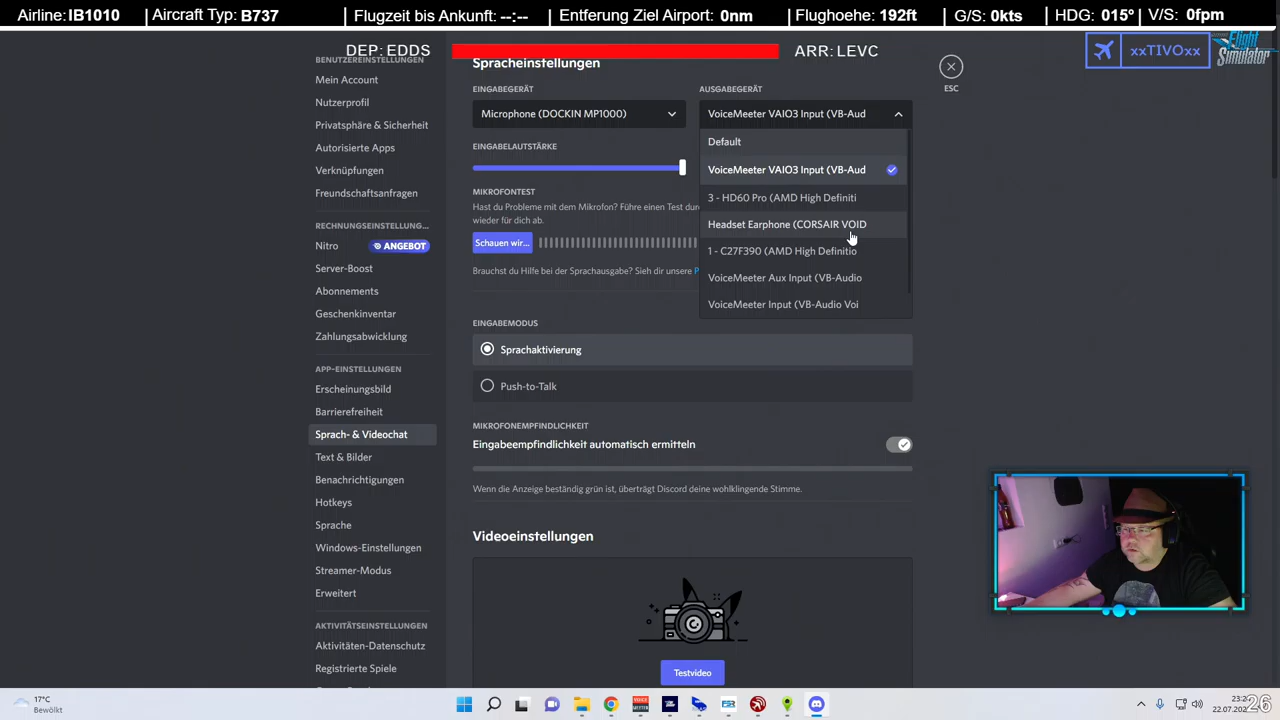 Airline:IB1010 | Aircraft Typ: B737 | Flugzeit bis Ankunft: --:-- | Entferung Ziel Airport: 0nm | Flughoehe: 192ft | G/S: 0kts | HDG: 015° | V/S: 0fpm
DEP: EDDS
ARR: LEVC
xxTIVOxx
Flight Simulator
BENUTZEREINSTELLUNGEN
My Account
Nutzerprofil
Privatsphäre & Sicherheit
Autorisierte Apps
Verknüpfungen
Freundschaftsanfragen
RECHNUNGSEINSTELLUNG...
Nitro
ANGEBOT
Server-Boost
Abonnements
Geschenkinventar
Zahlungsabwicklung
APP-EINSTELLUNGEN
Erscheinungsbild
Barrierefreiheit
Sprach- & Videochat
Text & Bilder
Benachrichtigungen
Hotkeys
Sprache
Windows-Einstellungen
Streamer-Modus
Erweitert
AKTIVITÄTSEINSTELLUNGEN
Aktivitäten-Datenschutz
Registrierte Spiele
Spracheinstellungen
ESC
EINGABEGERÄT
Microphone (DOCKIN MP1000)
AUSGABEGERÄT
VoiceMeeter VAIO3 Input (VB-Aud
Default
VoiceMeeter VAIO3 Input (VB-Aud
3 - HD60 Pro (AMD High Definiti
Headset Earphone (CORSAIR VOID
1 - C27F390 (AMD High Definitio
VoiceMeeter Aux Input (VB-Audio
VoiceMeeter Input (VB-Audio Voi
EINGABELAUTSTÄRKE
MIKROFONTEST
Hast du Probleme mit dem Mikrofon? Führe einen Test durc
wieder für dich ab.
Schauen wir...
Brauchst du Hilfe bei der Sprachausgabe? Sieh dir unsere P
EINGABEMODUS
Sprachaktivierung
Push-to-Talk
MIKROFONEMPFINDLICHKEIT
Eingabeempfindlichkeit automatisch ermitteln
Wenn die Anzeige beständig grün ist, überträgt Discord deine wohlklingende Stimme.
Videoeinstellungen
Testvideo
17°C
Bewölkt
22.07.20
26